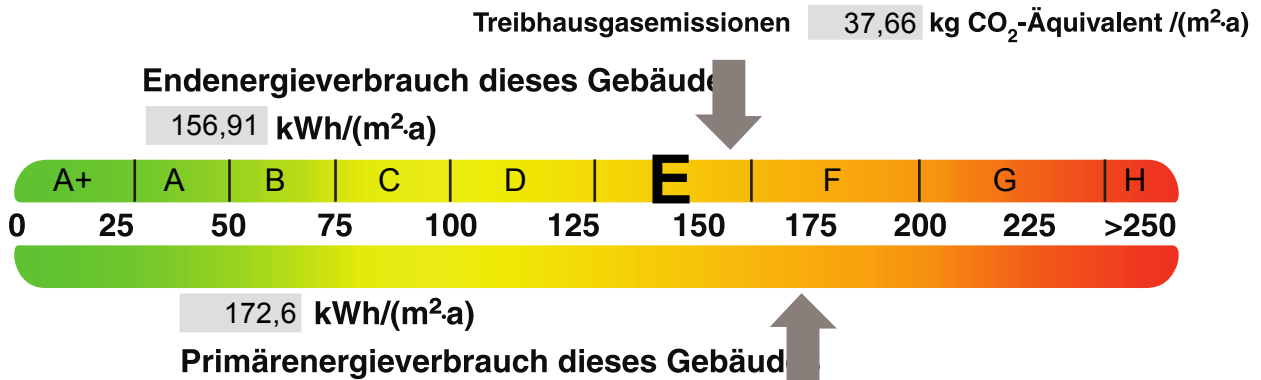 Treibhausgasemissionen 37,66 kg CO₂-Äquivalent /(m²·a)
Endenergieverbrauch dieses Gebäude
156,91 kWh/(m²·a)
A+ A B C D E F G H
0 25 50 75 100 125 150 175 200 225 >250
172,6 kWh/(m²·a)
Primärenergieverbrauch dieses Gebäudes